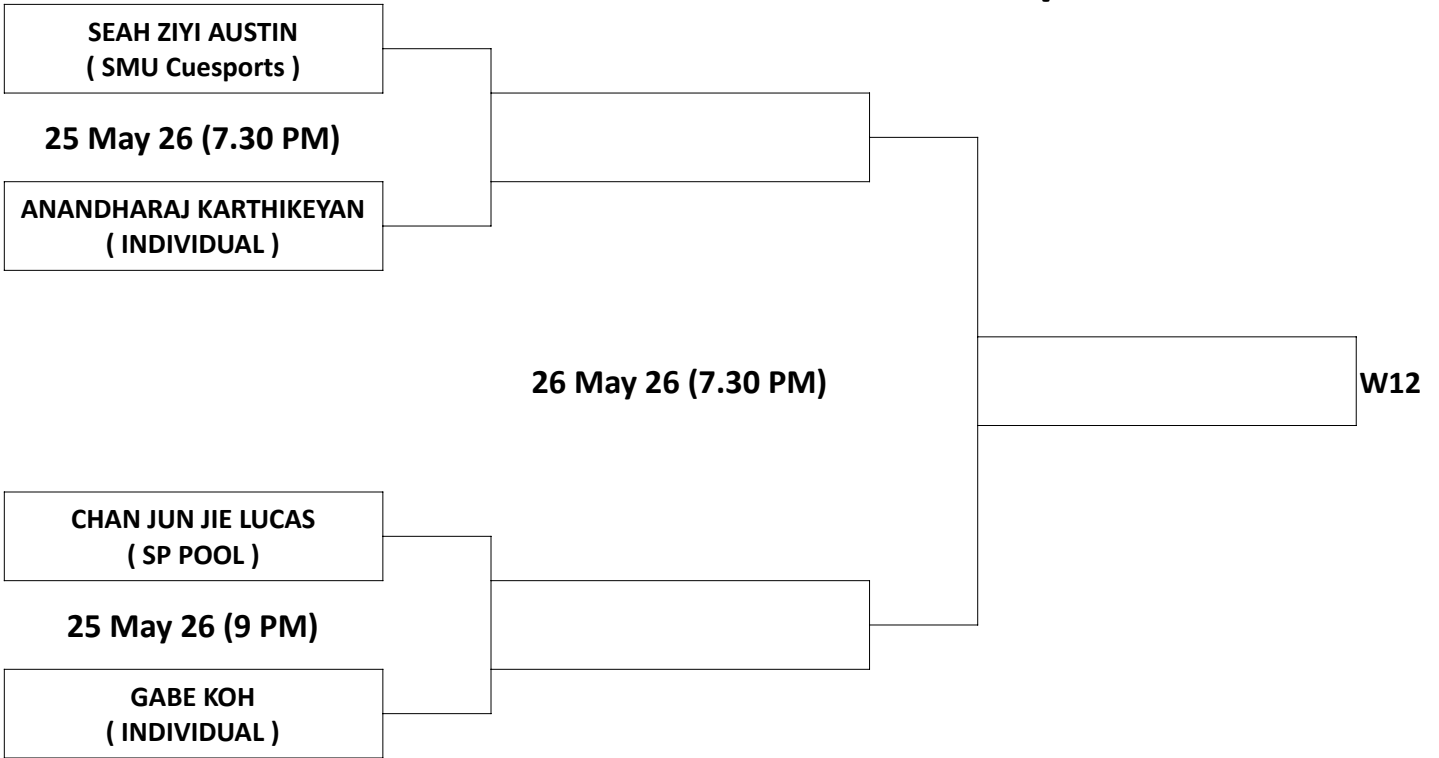 SEAH ZIYI AUSTIN
( SMU Cuesports )
25 May 26 (7.30 PM)
ANANDHARAJ KARTHIKEYAN
( INDIVIDUAL )
26 May 26 (7.30 PM)
W12
CHAN JUN JIE LUCAS
( SP POOL )
25 May 26 (9 PM)
GABE KOH
( INDIVIDUAL )